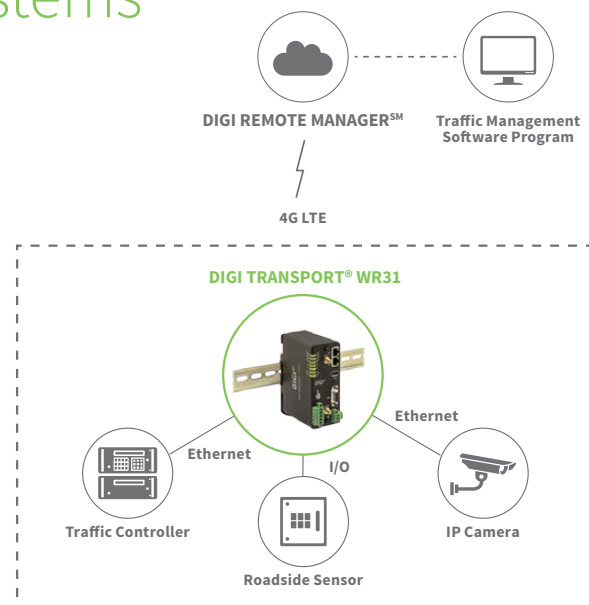 stems
DIGI REMOTE MANAGER℠
Traffic Management
Software Program
4G LTE
DIGI TRANSPORT® WR31
DIGI
Ethernet
Ethernet
I/O
Traffic Controller
IP Camera
Roadside Sensor